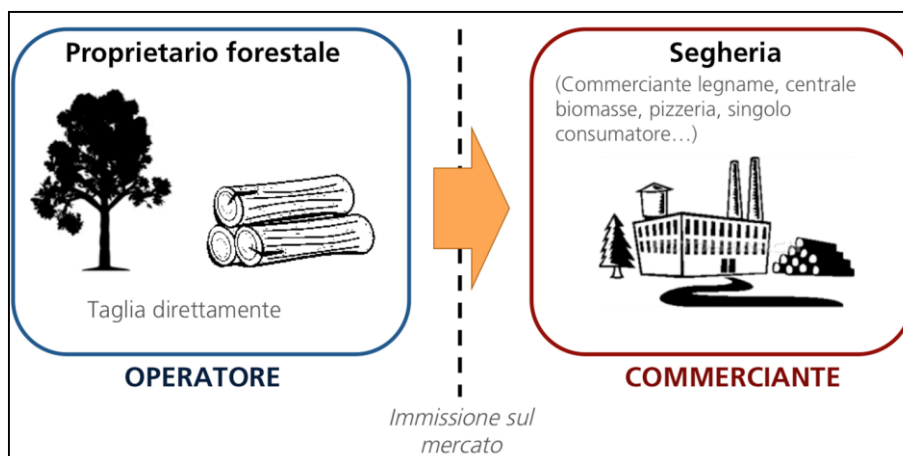 Proprietario forestale
Taglia direttamente
OPERATORE
Immissione sul
mercato
Segheria
(Commerciante legname, centrale
biomasse, pizzeria, singolo
consumatore…)
COMMERCIANTE